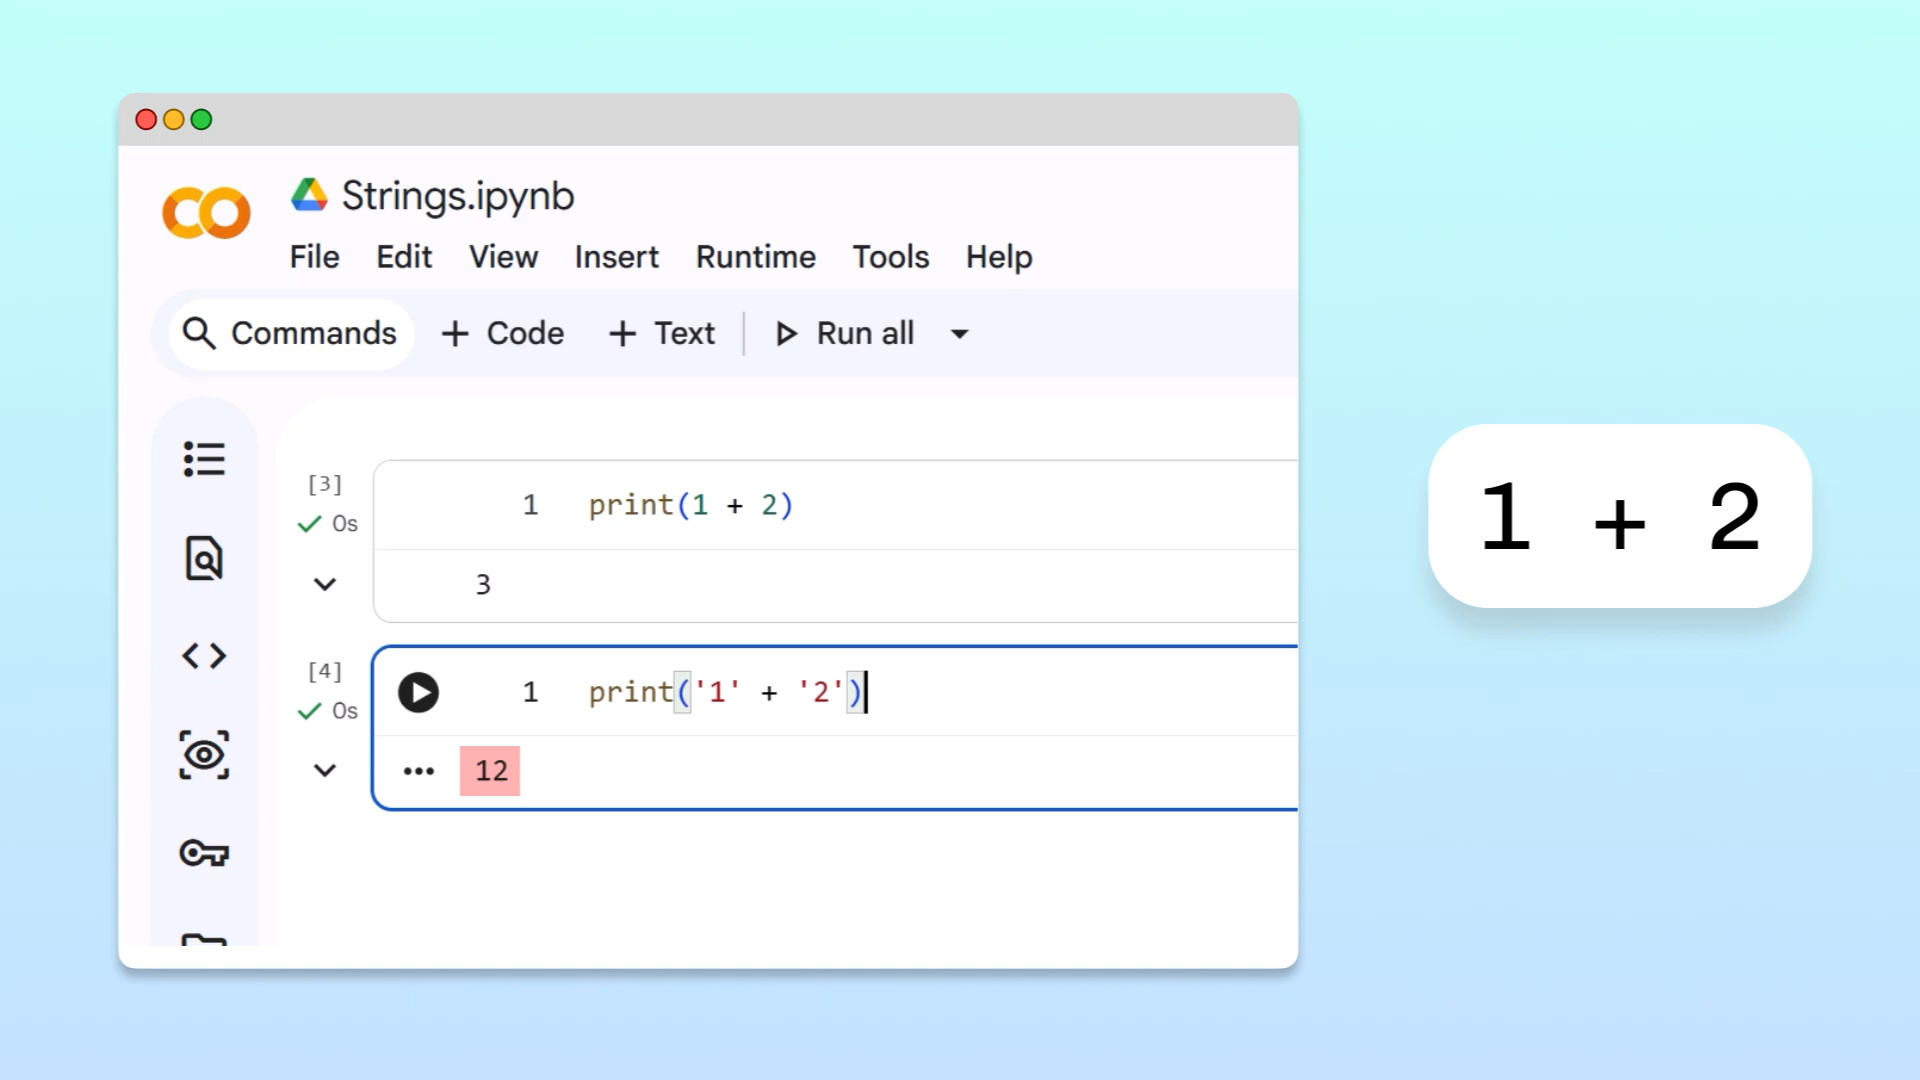 Strings.ipynb
File Edit View Insert Runtime Tools Help
Commands + Code + Text Run all
[3]
0s
1 print(1 + 2)
3
[4]
0s
1 print('1' + '2')
12
1 + 2